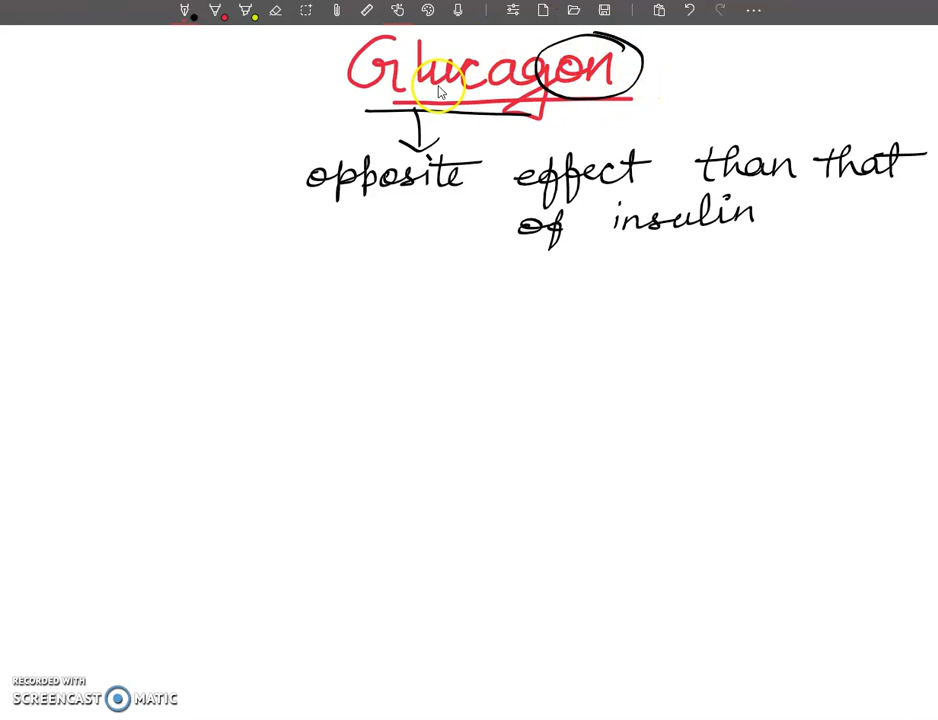 Glucagon
opposite effect than that
of insulin
RECORDED WITH
SCREENCAST MATIC